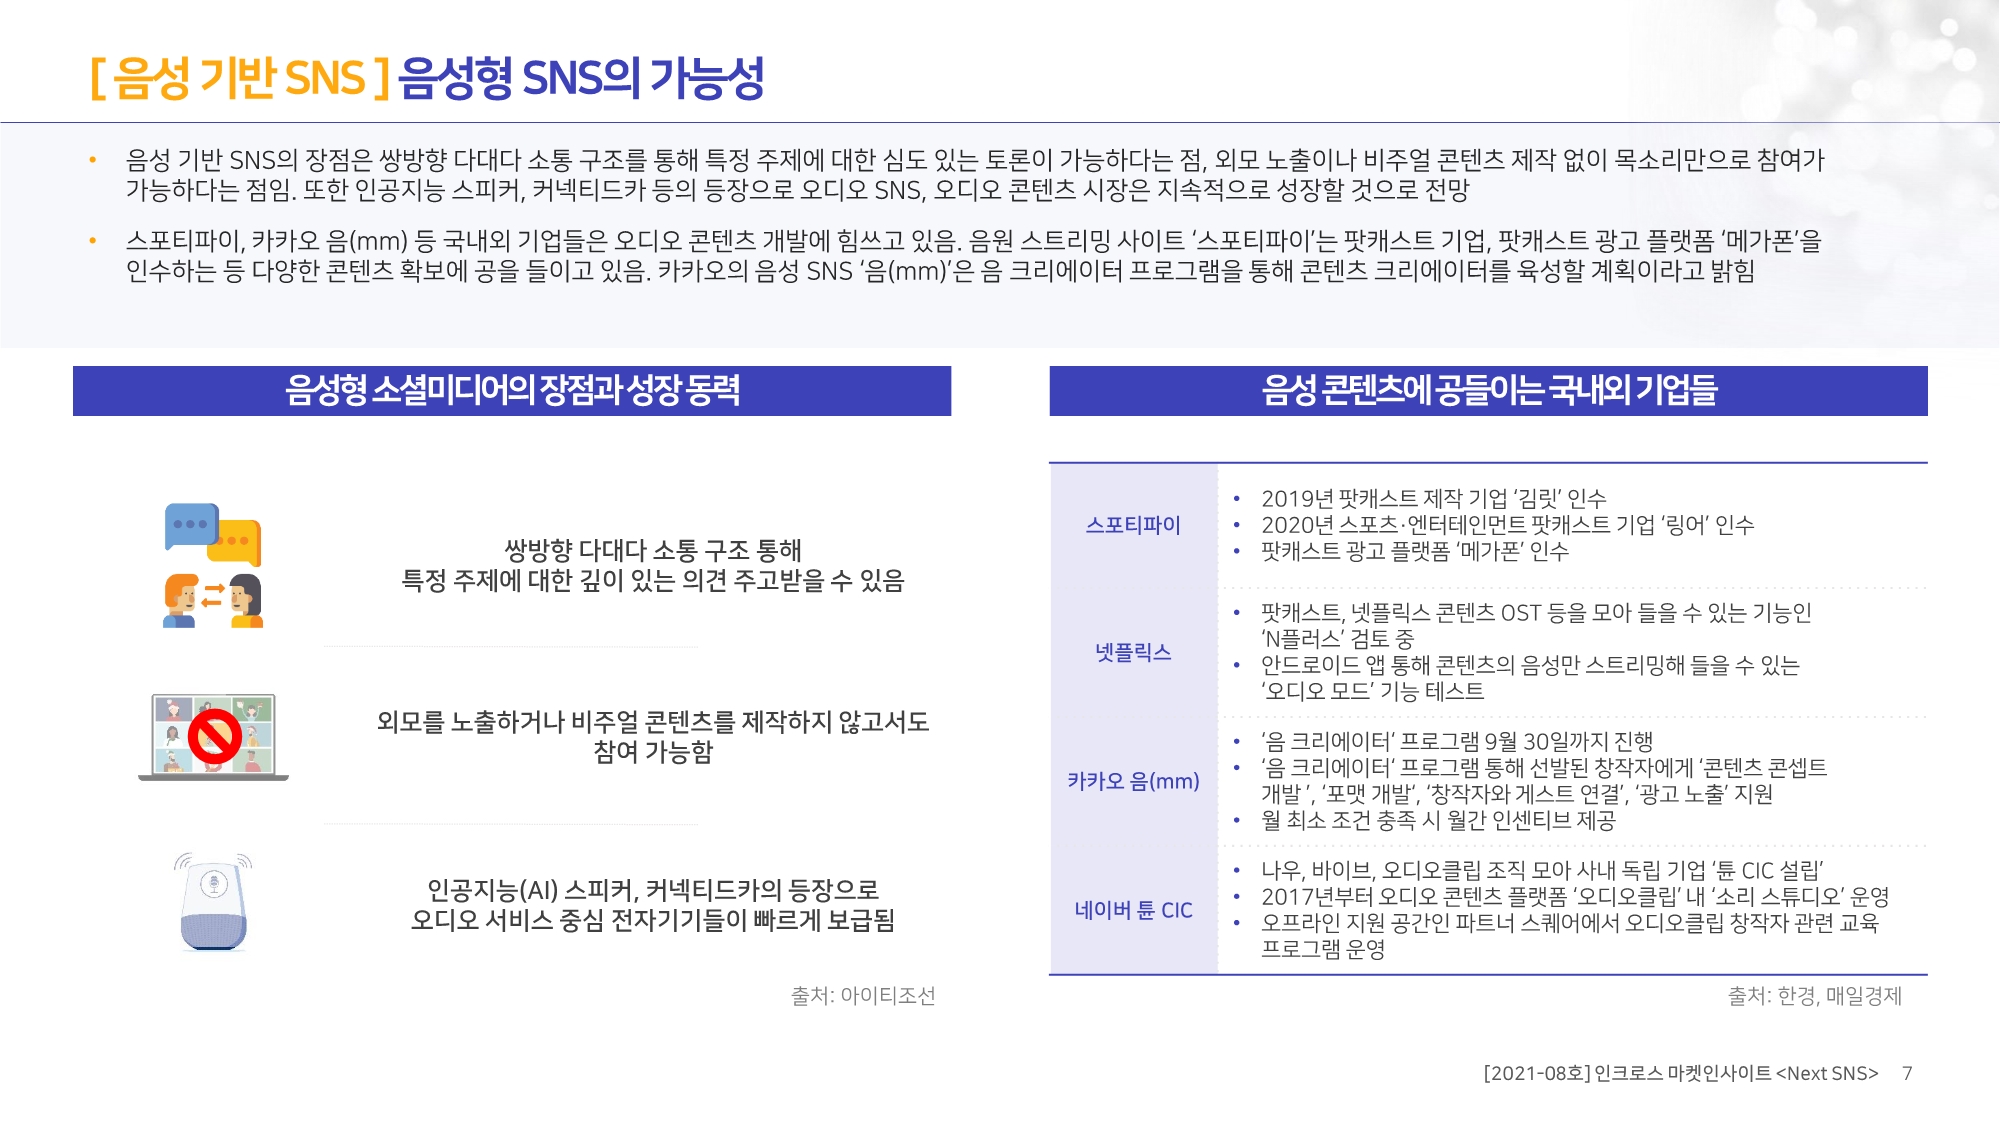 [ 음성 기반 SNS ] 음성형 SNS의 가능성
• 음성 기반 SNS의 장점은 쌍방향 다대다 소통 구조를 통해 특정 주제에 대한 심도 있는 토론이 가능하다는 점, 외모 노출이나 비주얼 콘텐츠 제작 없이 목소리만으로 참여가
가능하다는 점임. 또한 인공지능 스피커, 커넥티드카 등의 등장으로 오디오 SNS, 오디오 콘텐츠 시장은 지속적으로 성장할 것으로 전망
• 스포티파이, 카카오 음(mm) 등 국내외 기업들은 오디오 콘텐츠 개발에 힘쓰고 있음. 음원 스트리밍 사이트 ‘스포티파이’는 팟캐스트 기업, 팟캐스트 광고 플랫폼 ‘메가폰’을
인수하는 등 다양한 콘텐츠 확보에 공을 들이고 있음. 카카오의 음성 SNS ‘음(mm)’은 음 크리에이터 프로그램을 통해 콘텐츠 크리에이터를 육성할 계획이라고 밝힘
음성형 소셜미디어의 장점과 성장 동력
쌍방향 다대다 소통 구조 통해
특정 주제에 대한 깊이 있는 의견 주고받을 수 있음
외모를 노출하거나 비주얼 콘텐츠를 제작하지 않고서도
참여 가능함
인공지능(AI) 스피커, 커넥티드카의 등장으로
오디오 서비스 중심 전자기기들이 빠르게 보급됨
출처: 아이티조선
음성 콘텐츠에 공들이는 국내외 기업들
스포티파이
• 2019년 팟캐스트 제작 기업 ‘김릿’ 인수
• 2020년 스포츠·엔터테인먼트 팟캐스트 기업 ‘링어’ 인수
• 팟캐스트 광고 플랫폼 ‘메가폰’ 인수
넷플릭스
• 팟캐스트, 넷플릭스 콘텐츠 OST 등을 모아 들을 수 있는 기능인
‘N플러스’ 검토 중
• 안드로이드 앱 통해 콘텐츠의 음성만 스트리밍해 들을 수 있는
‘오디오 모드’ 기능 테스트
카카오 음(mm)
• ‘음 크리에이터‘ 프로그램 9월 30일까지 진행
• ‘음 크리에이터‘ 프로그램 통해 선발된 창작자에게 ‘콘텐츠 콘셉트
개발 ’, ‘포맷 개발‘, ‘창작자와 게스트 연결’, ‘광고 노출’ 지원
• 월 최소 조건 충족 시 월간 인센티브 제공
네이버 튠 CIC
• 나우, 바이브, 오디오클립 조직 모아 사내 독립 기업 ‘튠 CIC 설립’
• 2017년부터 오디오 콘텐츠 플랫폼 ‘오디오클립’ 내 ‘소리 스튜디오’ 운영
• 오프라인 지원 공간인 파트너 스퀘어에서 오디오클립 창작자 관련 교육
프로그램 운영
출처: 한경, 매일경제
[2021-08호] 인크로스 마켓인사이트 <Next SNS> 7